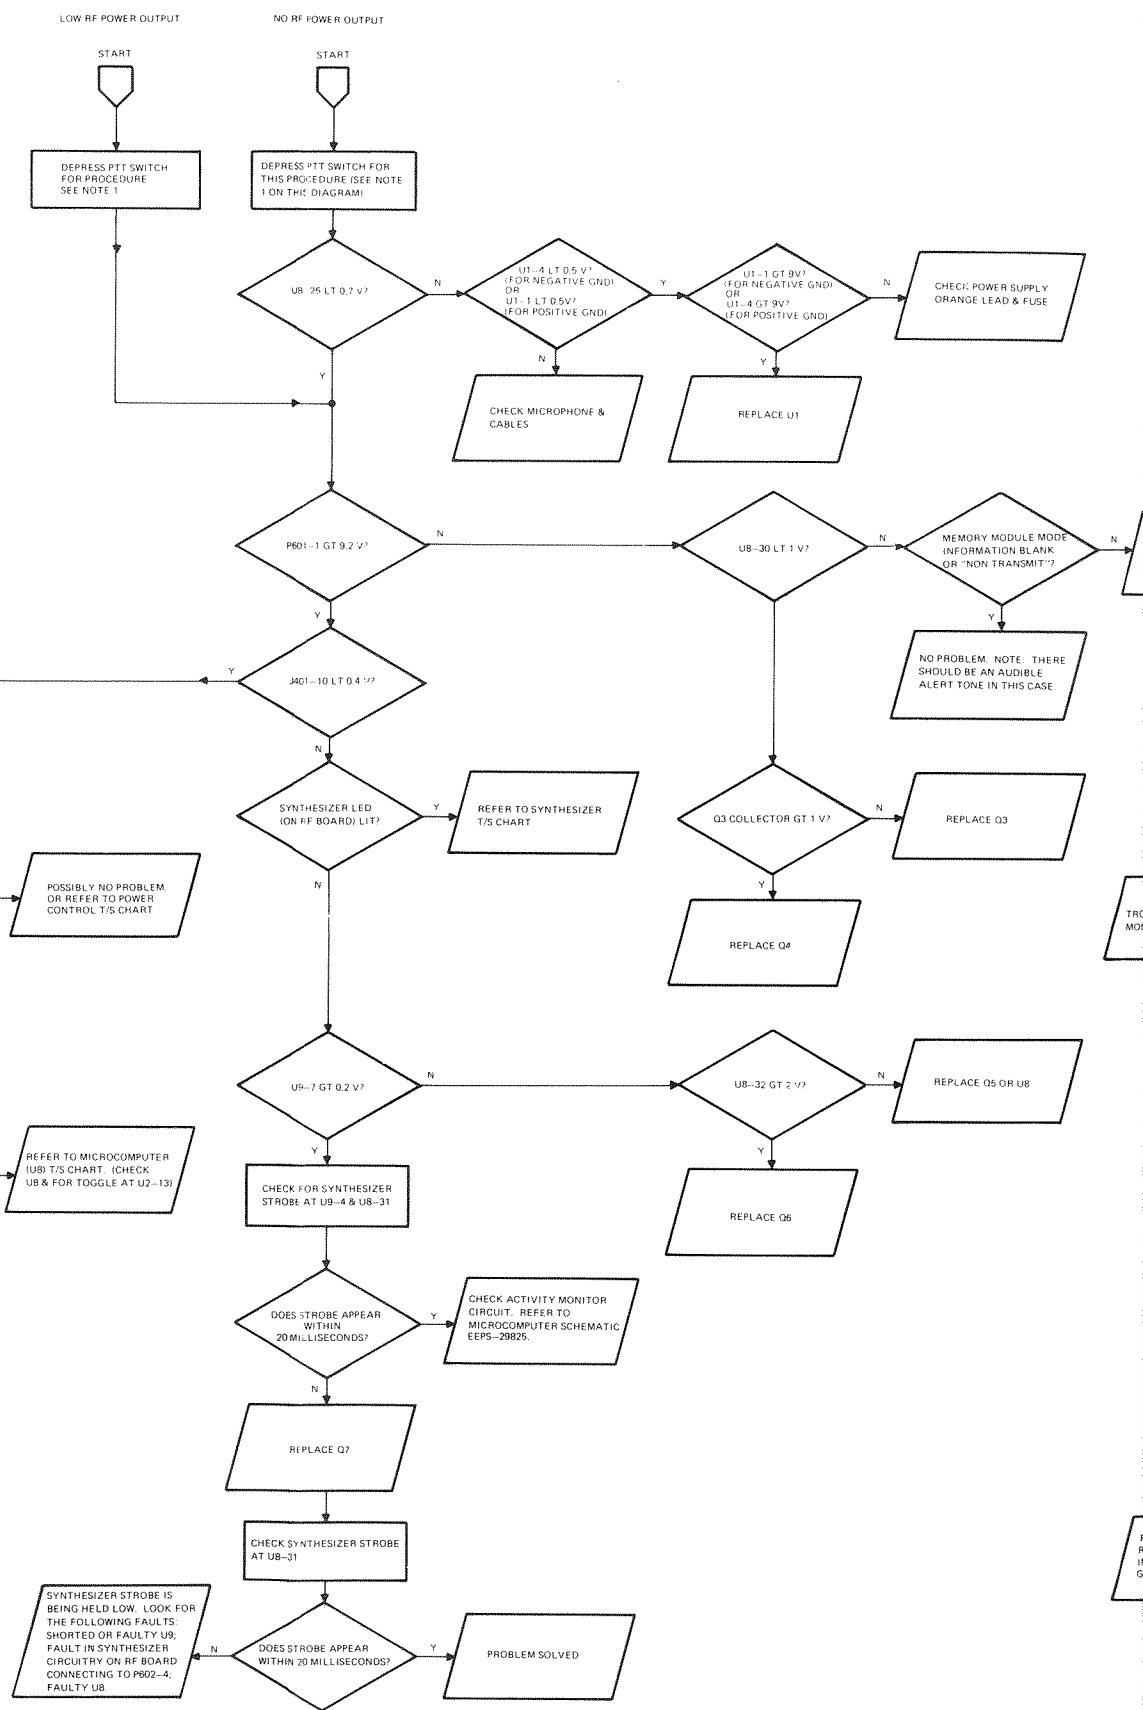 LOW RF POWER OUTPUT
NO RF POWER OUTPUT
START
START
DEPRESS PTT SWITCH
FOR PROCEDURE
SEE NOTE 1
DEPRESS PTT SWITCH FOR
THIS PROCEDURE (SEE NOTE
1 ON THIS DIAGRAM)
U8-25 LT 0.7 V?
N
U1-4 LT 0.5 V?
(FOR NEGATIVE GND)
OR
U1-1 LT 0.5V?
(FOR POSITIVE GND)
Y
U1-1 GT 9V?
(FOR NEGATIVE GND)
OR
U1-4 GT 9V?
(FOR POSITIVE GND)
N
CHECK POWER SUPPLY
ORANGE LEAD & FUSE
Y
N
CHECK MICROPHONE &
CABLES
Y
REPLACE U1
P601-1 GT 9.2 V?
N
U8-30 LT 1 V?
N
MEMORY MODULE MODE
INFORMATION BLANK
OR "NON TRANSMIT"?
N
Y
Y
NO PROBLEM. NOTE: THERE
SHOULD BE AN AUDIBLE
ALERT TONE IN THIS CASE.
Y
J401-10 LT 0.4 V?
N
SYNTHESIZER LED
(ON RF BOARD) LIT?
Y
REFER TO SYNTHESIZER
T/S CHART
Q3 COLLECTOR GT 1 V?
N
REPLACE Q3
N
Y
REPLACE Q4
POSSIBLY NO PROBLEM.
OR REFER TO POWER
CONTROL T/S CHART
TRO
MON
U9-7 GT 0.2 V?
N
U8-32 GT 2 V?
N
REPLACE Q5 OR U8
Y
Y
REPLACE Q6
REFER TO MICROCOMPUTER
(U8) T/S CHART. (CHECK
U8 & FOR TOGGLE AT U2-13)
CHECK FOR SYNTHESIZER
STROBE AT U9-4 & U8-31
DOES STROBE APPEAR
WITHIN
20 MILLISECONDS?
Y
CHECK ACTIVITY MONITOR
CIRCUIT. REFER TO
MICROCOMPUTER SCHEMATIC
EEPS-29825.
N
REPLACE Q7
CHECK SYNTHESIZER STROBE
AT U8-31
DOES STROBE APPEAR
WITHIN 20 MILLISECONDS?
Y
PROBLEM SOLVED
N
SYNTHESIZER STROBE IS
BEING HELD LOW. LOOK FOR
THE FOLLOWING FAULTS:
SHORTED OR FAULTY U9;
FAULT IN SYNTHESIZER
CIRCUITRY ON RF BOARD
CONNECTING TO P602-4;
FAULTY U8.